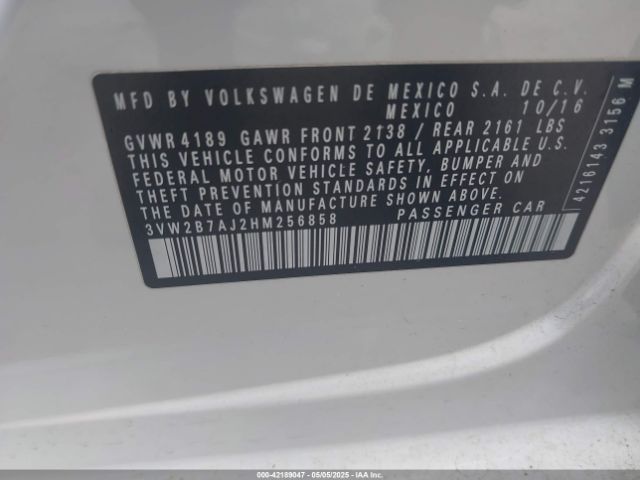 MFD BY VOLKSWAGEN DE MEXICO S.A. DE C.V.
MEXICO 10/16
GVWR 4189 GAWR FRONT 2138 / REAR 2161 LBS
THIS VEHICLE CONFORMS TO ALL APPLICABLE U.S.
FEDERAL MOTOR VEHICLE SAFETY, BUMPER AND
THEFT PREVENTION STANDARDS IN EFFECT ON
THE DATE OF MANUFACTURE SHOWN ABOVE.
3VW2B7AJ2HM256858 PASSENGER CAR
4216143 3156 M
000-42189047 - 05/05/2025 - Copyright © 2025 IAA Inc.